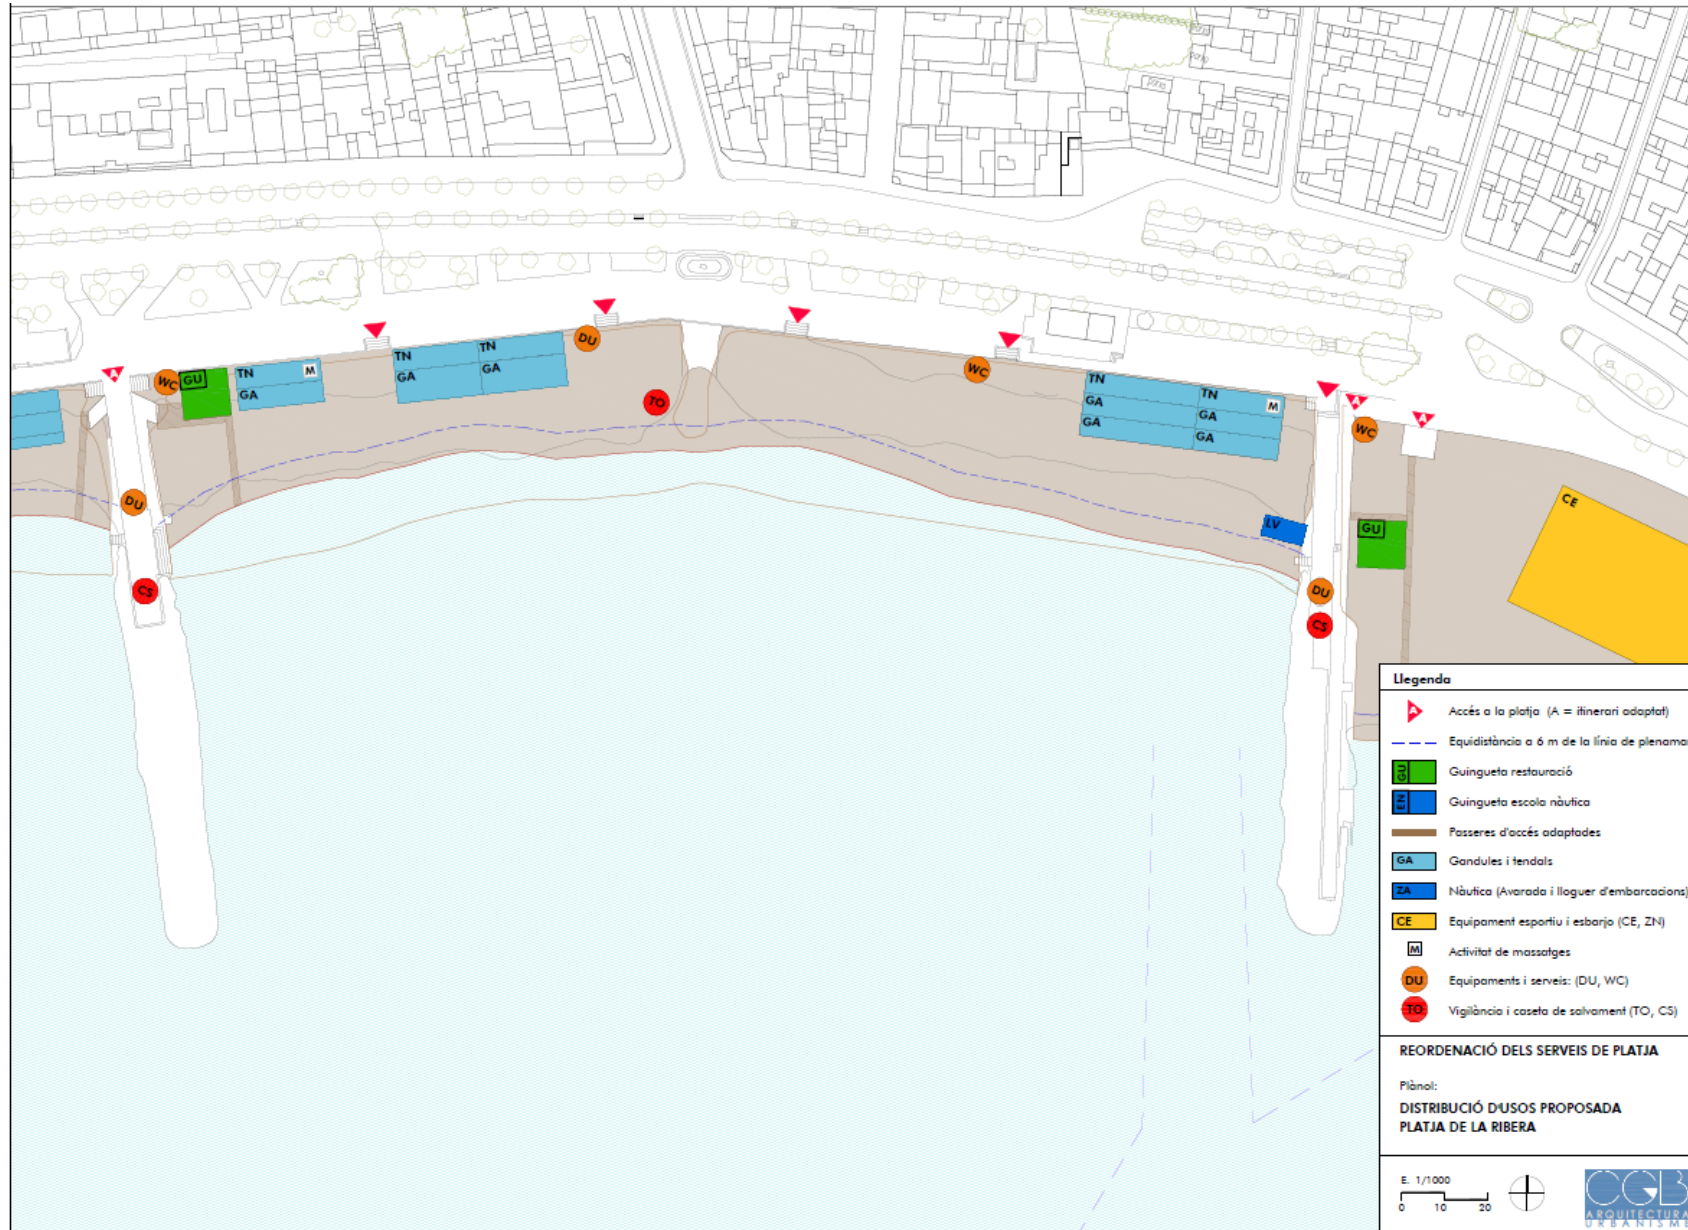 A
WC
GU
TN
M
GA
TN
TN
GA
GA
DU
TO
WC
TN
GA
GA
TN
M
GA
GA
A
A
WC
DU
CS
LV
GU
CE
DU
CS
Llegenda
A Accés a la platja (A = itinerari adaptat)
Equidistància a 6 m de la línia de plenamar
GU Guingueta restauració
EN Guingueta escola nàutica
Passeres d'accés adaptades
GA Gandules i tendals
ZA Nàutica (Avarada i lloguer d'embarcacions)
CE Equipament esportiu i esbarjo (CE, ZN)
M Activitat de massatges
DU Equipaments i serveis: (DU, WC)
TO Vigilància i caseta de salvament (TO, CS)
REORDENACIÓ DELS SERVEIS DE PLATJA
Plànol:
DISTRIBUCIÓ D'USOS PROPOSADA
PLATJA DE LA RIBERA
E. 1/1000
0 10 20
CGB
ARQUITECTURA
URBANISME